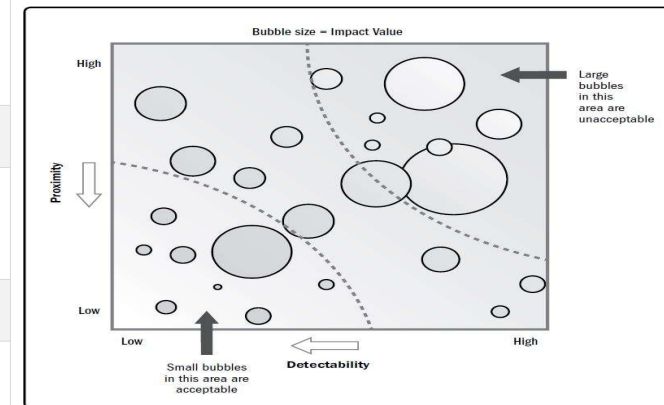 Bubble size = Impact Value
High
Large
bubbles
in this
area are
unacceptable
Proximity
Low
Low
High
Detectability
Small bubbles
in this area are
acceptable